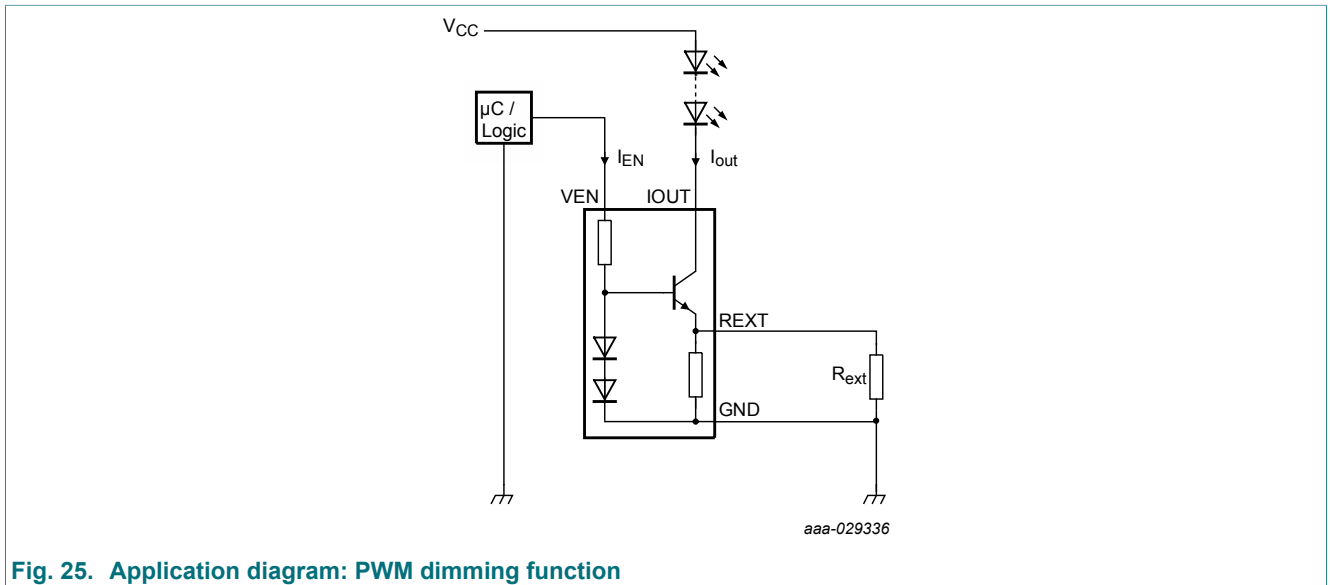 VCC
µC /
Logic
IEN
Iout
VEN
IOUT
REXT
Rext
GND
aaa-029336
Fig. 25. Application diagram: PWM dimming function